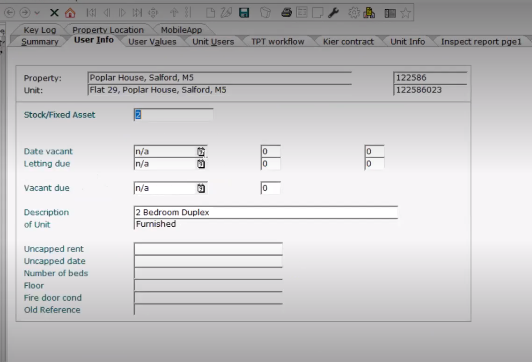 Key Log Property Location MobileApp
Summary User Info User Values Unit Users TPT workflow Kier contract Unit Info Inspect report pge1
Property: Poplar House, Salford, M5 122586
Unit: Flat 29, Poplar House, Salford, M5 122586023
Stock/Fixed Asset 2
Date vacant n/a 0 0
Letting due n/a 0 0
Vacant due n/a 0
Description 2 Bedroom Duplex
of Unit Furnished
Uncapped rent
Uncapped date
Number of beds
Floor
Fire door cond
Old Reference